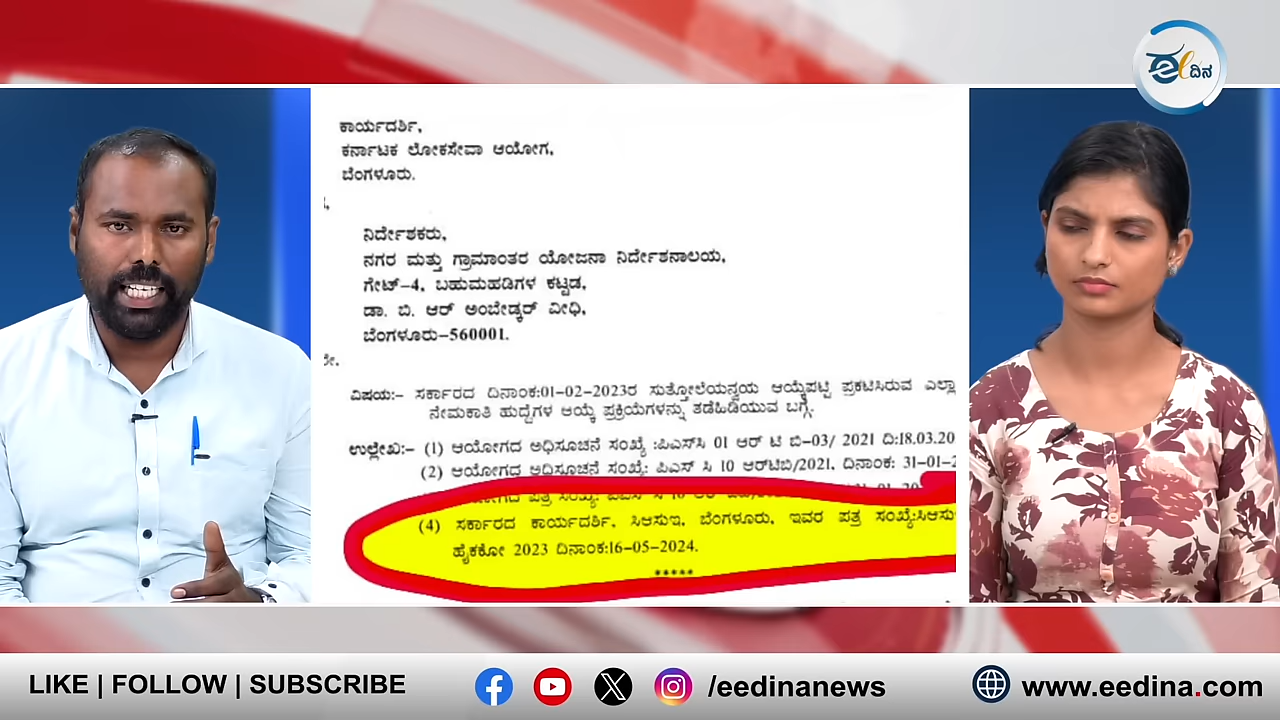 ಈ ದಿನ
ಕಾರ್ಯದರ್ಶಿ,
ಕರ್ನಾಟಕ ಲೋಕಸೇವಾ ಆಯೋಗ,
ಬೆಂಗಳೂರು.
ನಿರ್ದೇಶಕರು,
ನಗರ ಮತ್ತು ಗ್ರಾಮಾಂತರ ಯೋಜನಾ ನಿರ್ದೇಶನಾಲಯ,
ಗೇಟ್-4, ಬಹುಮಹಡಿಗಳ ಕಟ್ಟಡ,
ಡಾ. ಬಿ. ಆರ್ ಅಂಬೇಡ್ಕರ್ ವೀಧಿ,
ಬೆಂಗಳೂರು-560001.
ವಿಷಯ:- ಸರ್ಕಾರದ ದಿನಾಂಕ:01-02-2023ರ ಸುತ್ತೋಲೆಯನ್ವಯ ಆಯ್ಕೆಪಟ್ಟಿ ಪ್ರಕಟಿಸಿರುವ ಎಲ್ಲಾ
ನೇಮಕಾತಿ ಹುದ್ದೆಗಳ ಆಯ್ಕೆ ಪ್ರಕ್ರಿಯೆಗಳನ್ನು ತಡೆಹಿಡಿಯುವ ಬಗ್ಗೆ.
ಉಲ್ಲೇಖ:- (1) ಆಯೋಗದ ಅಧಿಸೂಚನೆ ಸಂಖ್ಯೆ :ಪಿಎಸ್‌ಸಿ 01 ಆರ್ ಟಿ ಬಿ-03/ 2021 ದಿ:18.03.20
(2) ಆಯೋಗದ ಅಧಿಸೂಚನೆ ಸಂಖ್ಯೆ: ಪಿಎಸ್ ಸಿ 10 ಆರ್‌ಟಿಬಿ/2021, ದಿನಾಂಕ: 31-01-2
ಪತ್ರ ಸಂಖ್ಯೆ:
(4) ಸರ್ಕಾರದ ಕಾರ್ಯದರ್ಶಿ, ಸಿಆಸುಇ, ಬೆಂಗಳೂರು, ಇವರ ಪತ್ರ ಸಂಖ್ಯೆ:ಸಿಆಸು
ಹೈಕಕೋ 2023 ದಿನಾಂಕ:16-05-2024.
*****
LIKE | FOLLOW | SUBSCRIBE /eedinanews www.eedina.com